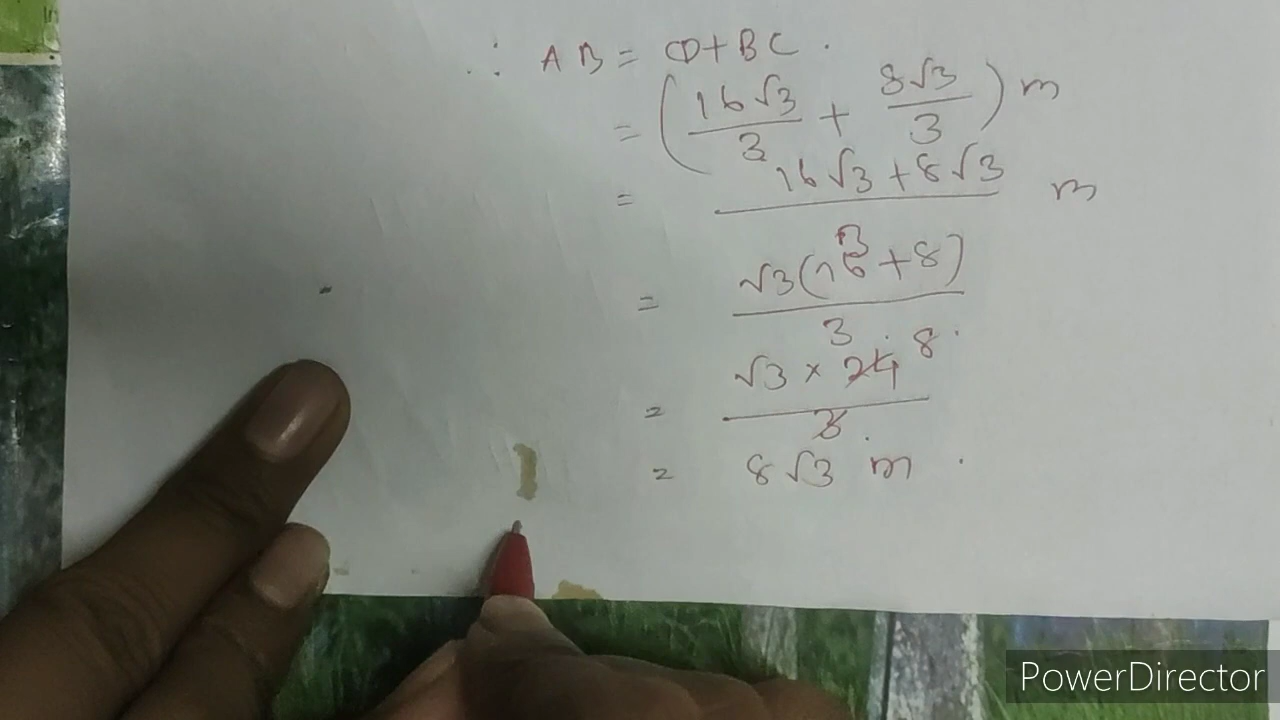 ∴ AB = CD + BC .
= (16√3/3 + 8√3/3) m
= 16√3 + 8√3 / 3 m
= √3(16 + 8) / 3
= √3 × 24 8 / 3
= 8√3 m .
PowerDirector